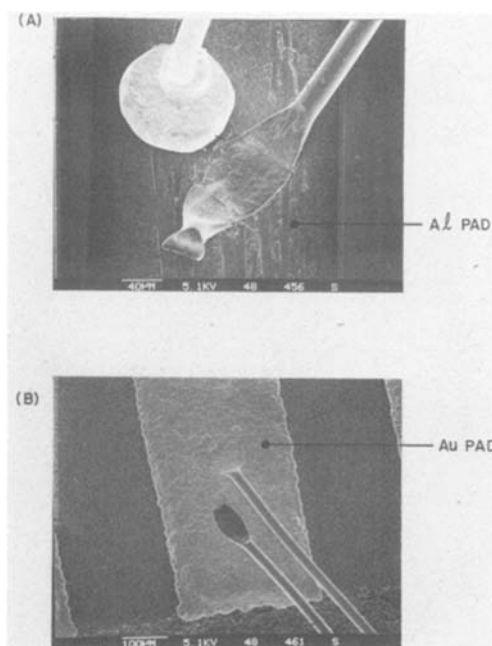 (A)
Al PAD
40MM 5.1KV 48 456 S
(B)
Au PAD
100MM 5.1KV 48 461 S